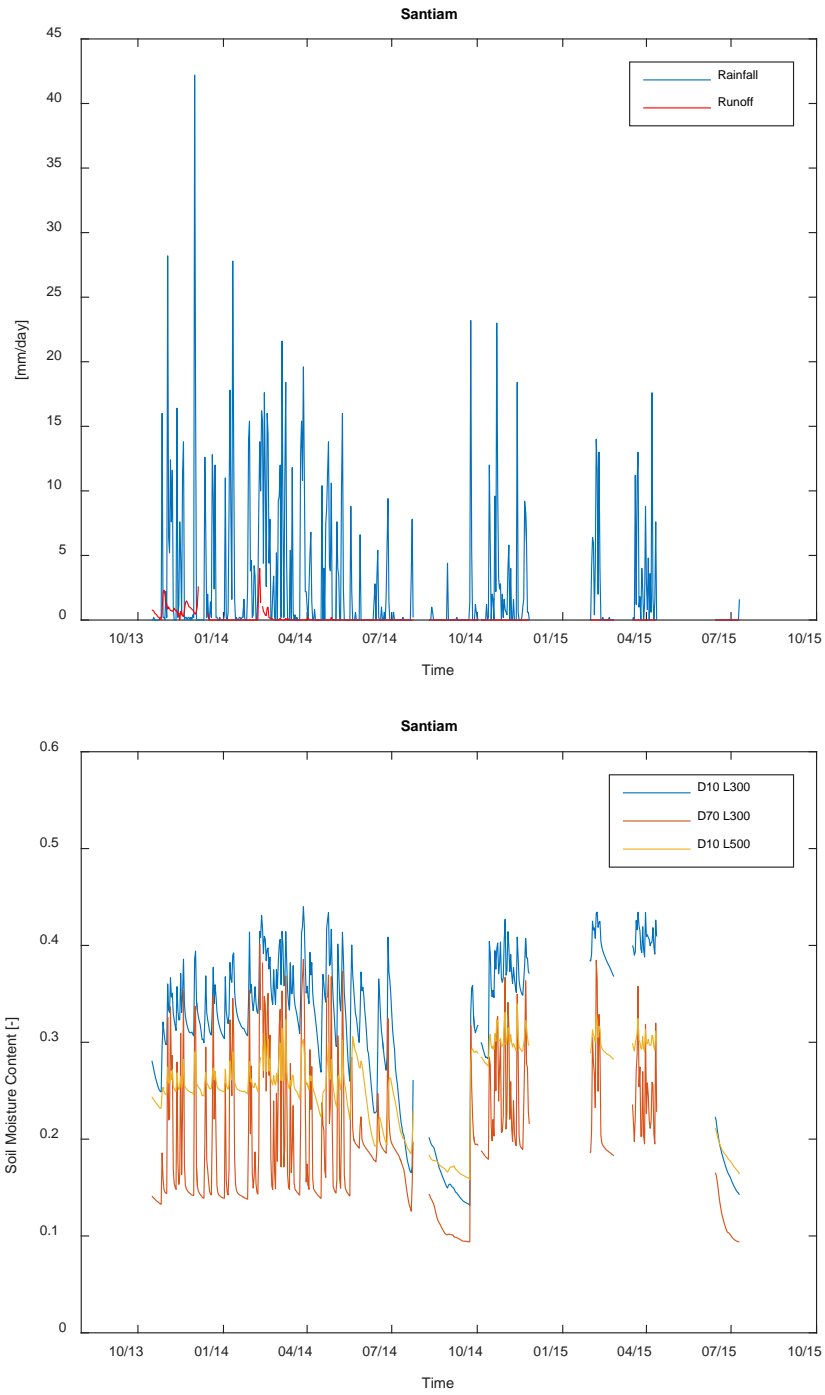 Santiam
45
40
35
30
25
20
15
10
5
0
[mm/day]
Rainfall
Runoff
10/13 01/14 04/14 07/14 10/14 01/15 04/15 07/15 10/15
Time
Santiam
0.6
0.5
0.4
0.3
0.2
0.1
0
Soil Moisture Content [-]
D10 L300
D70 L300
D10 L500
10/13 01/14 04/14 07/14 10/14 01/15 04/15 07/15 10/15
Time